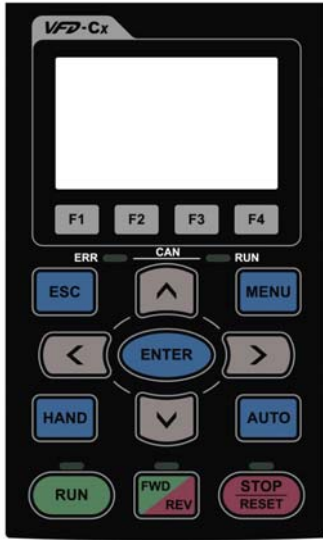 VFD-Cx
F1 F2 F3 F4
ERR CAN RUN
ESC MENU
ENTER
HAND AUTO
RUN FWD REV STOP RESET